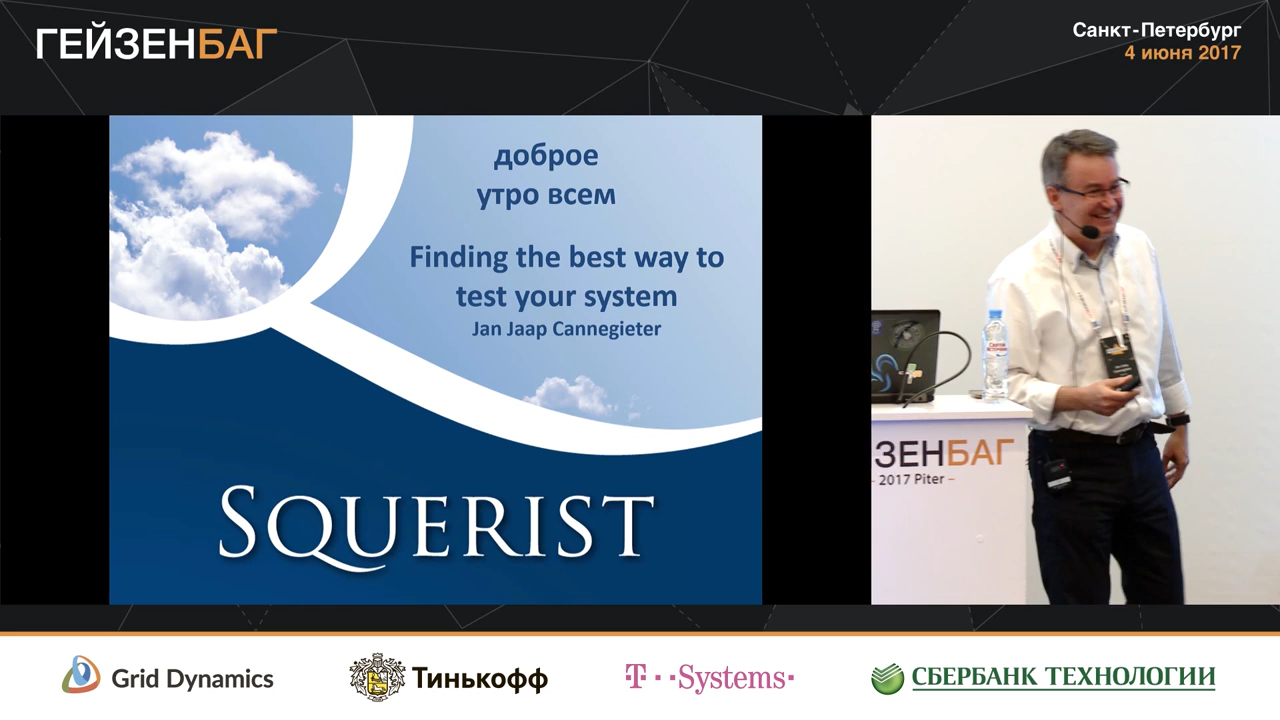 ГЕЙЗЕНБАГ
Санкт-Петербург
4 июня 2017
доброе
утро всем
Finding the best way to
test your system
Jan Jaap Cannegieter
SQUERIST
ЗЕНБАГ
- 2017 Piter -
Grid Dynamics
Тинькофф
T··Systems·
СБЕРБАНК ТЕХНОЛОГИИ